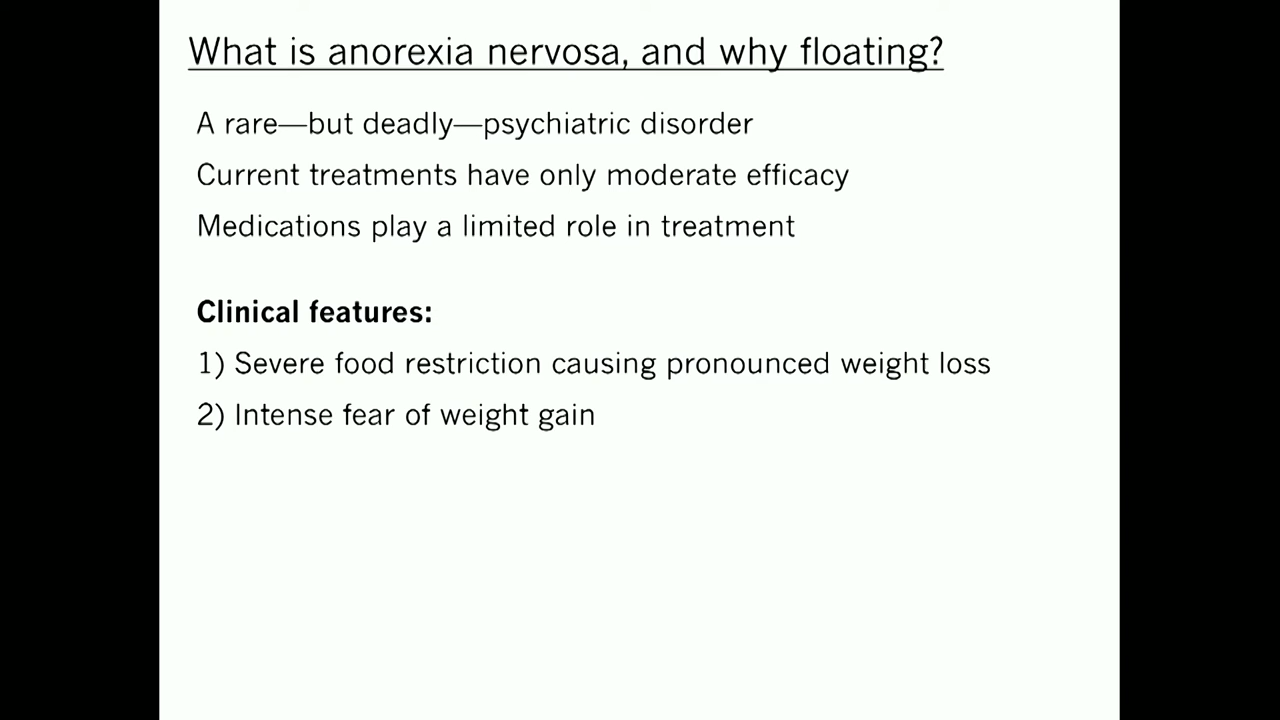 What is anorexia nervosa, and why floating?
A rare—but deadly—psychiatric disorder
Current treatments have only moderate efficacy
Medications play a limited role in treatment
Clinical features:
1) Severe food restriction causing pronounced weight loss
2) Intense fear of weight gain